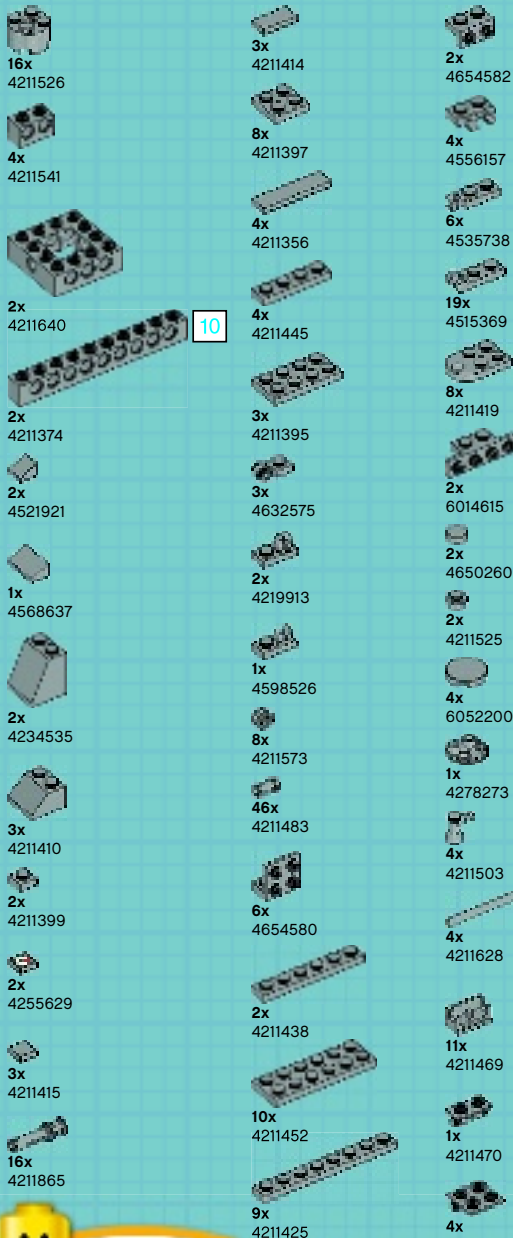 16x
4211526
4x
4211541
2x
4211640
10
2x
4211374
2x
4521921
1x
4568637
2x
4234535
3x
4211410
2x
4211399
2x
4255629
3x
4211415
16x
4211865
3x
4211414
8x
4211397
4x
4211356
4x
4211445
3x
4211395
3x
4632575
2x
4219913
1x
4598526
8x
4211573
46x
4211483
6x
4654580
2x
4211438
10x
4211452
9x
4211425
2x
4654582
4x
4556157
6x
4535738
19x
4515369
8x
4211419
2x
6014615
2x
4650260
2x
4211525
4x
6052200
1x
4278273
4x
4211503
4x
4211628
11x
4211469
1x
4211470
4x